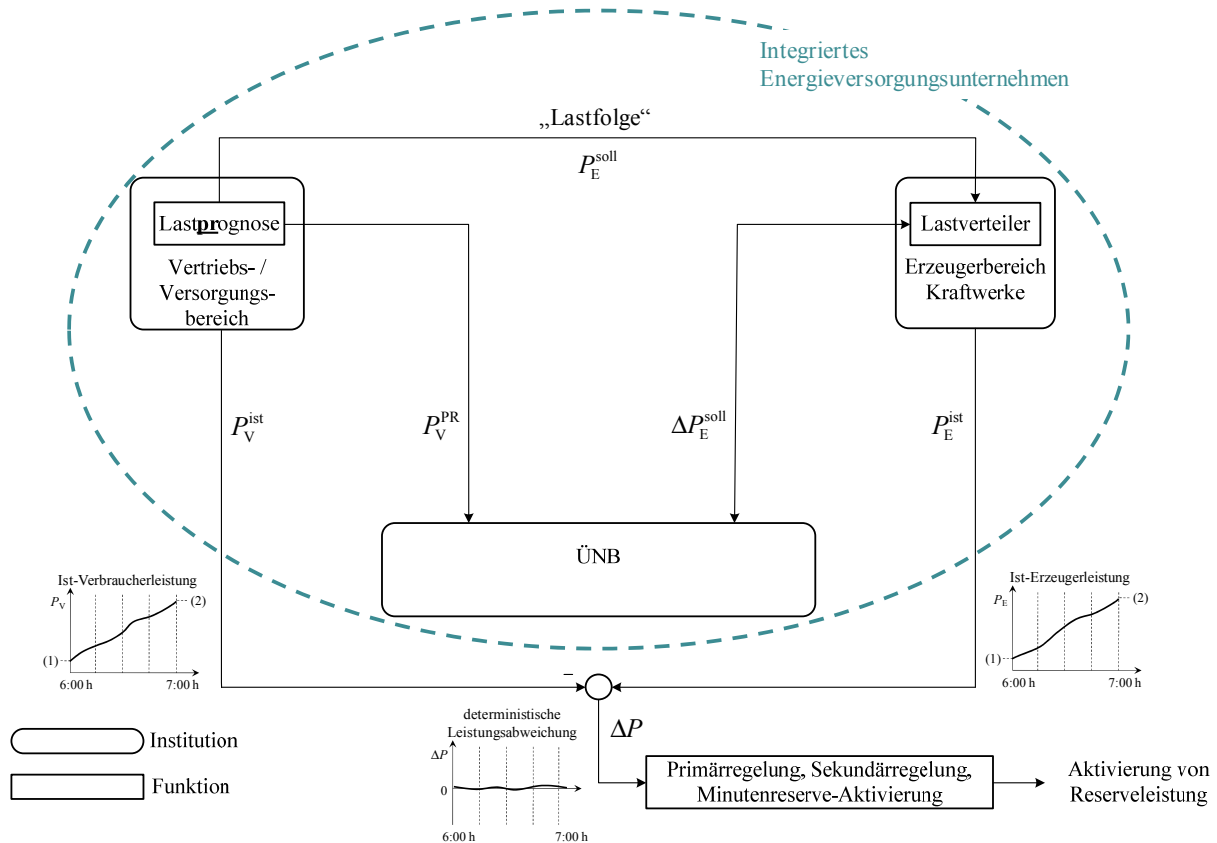 Integriertes
Energieversorgungsunternehmen
„Lastfolge“
P_E^soll
Lastprognose
Vertriebs- /
Versorgungs-
bereich
Lastverteiler
Erzeugerbereich
Kraftwerke
P_V^ist
P_V^PR
ΔP_E^soll
P_E^ist
ÜNB
Ist-Verbraucherleistung
P_V
(2)
(1)
6:00 h
7:00 h
Ist-Erzeugerleistung
P_E
(2)
(1)
6:00 h
7:00 h
–
ΔP
deterministische
Leistungsabweichung
ΔP
0
6:00 h
7:00 h
Institution
Funktion
Primärregelung, Sekundärregelung,
Minutenreserve-Aktivierung
Aktivierung von
Reserveleistung